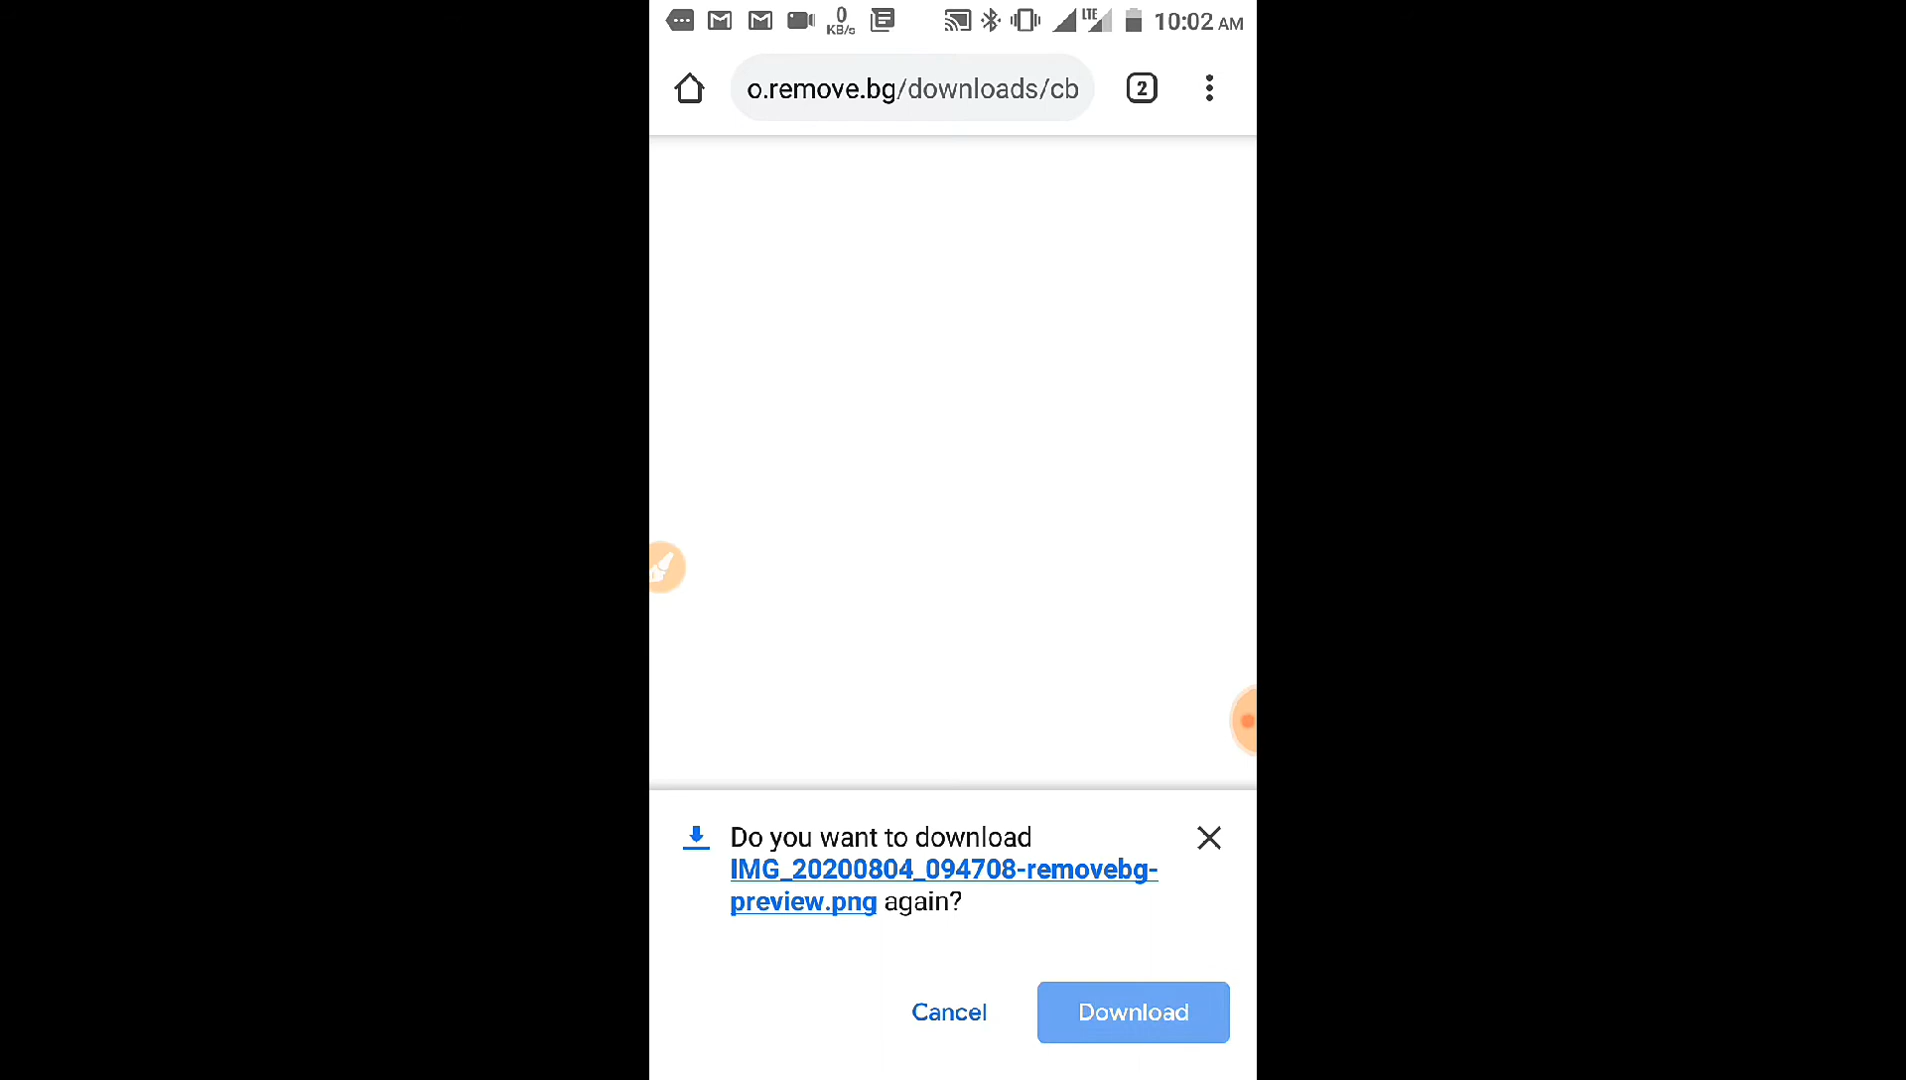 0
KB/s
LTE
10:02 AM
o.remove.bg/downloads/cb
2
Do you want to download
IMG_20200804_094708-removebg-
preview.png again?
Cancel
Download